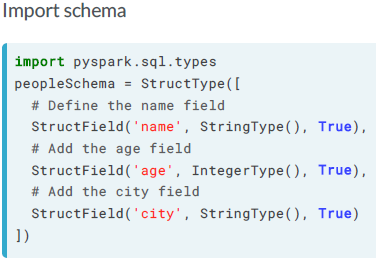 Import schema
import pyspark.sql.types
peopleSchema = StructType([
  # Define the name field
  StructField('name', StringType(), True),
  # Add the age field
  StructField('age', IntegerType(), True),
  # Add the city field
  StructField('city', StringType(), True)
])